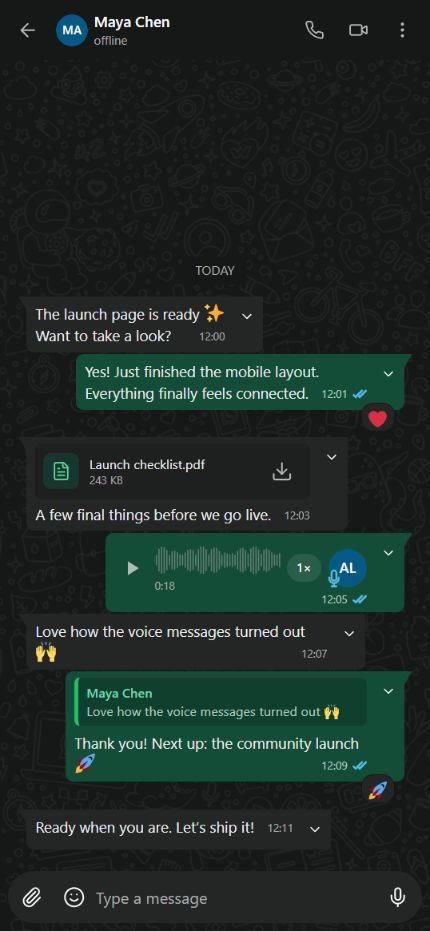 MA
Maya Chen
offline
TODAY
The launch page is ready ✨
Want to take a look? 12:00
Yes! Just finished the mobile layout.
Everything finally feels connected. 12:01
Launch checklist.pdf
243 KB
A few final things before we go live. 12:03
1×
AL
0:18
12:05
Love how the voice messages turned out
🙌 12:07
Maya Chen
Love how the voice messages turned out 🙌
Thank you! Next up: the community launch
🚀 12:09
Ready when you are. Let's ship it! 12:11
Type a message